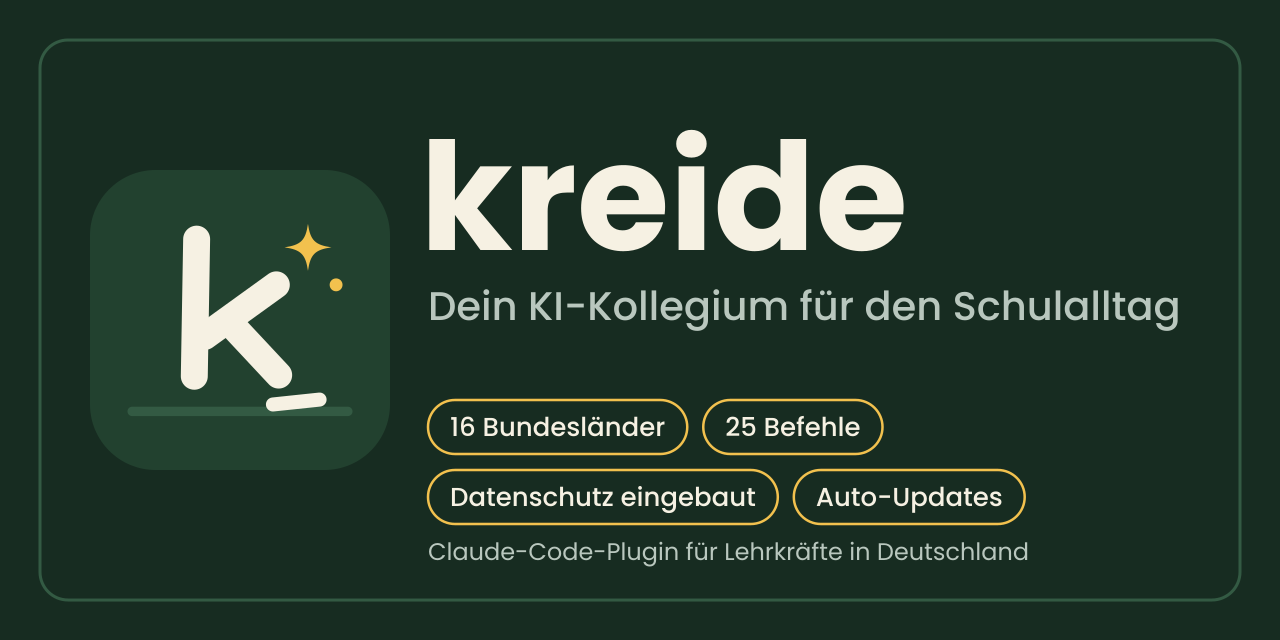 k
kreide
Dein KI-Kollegium für den Schulalltag
16 Bundesländer
25 Befehle
Datenschutz eingebaut
Auto-Updates
Claude-Code-Plugin für Lehrkräfte in Deutschland